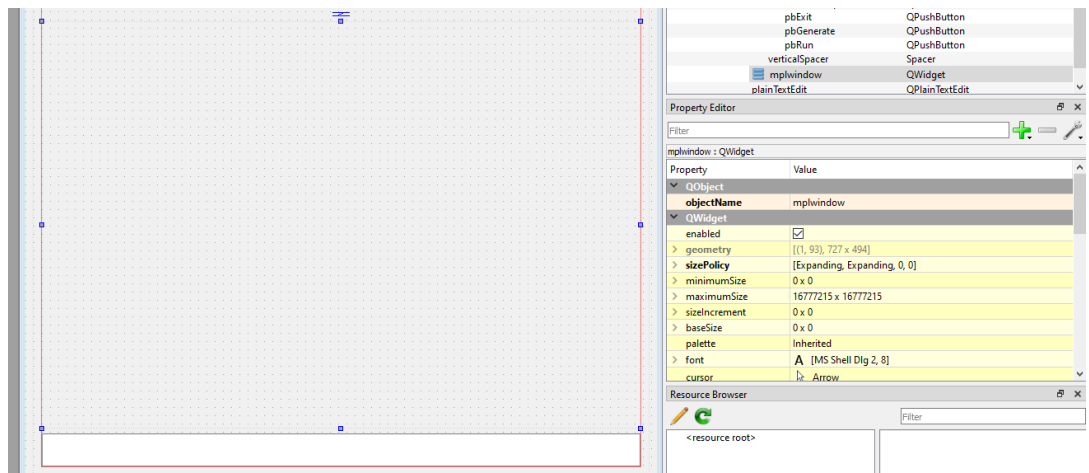 pbExit QPushButton
pbGenerate QPushButton
pbRun QPushButton
verticalSpacer Spacer
mplwindow QWidget
plainTextEdit QPlainTextEdit
Property Editor
Filter
mplwindow : QWidget
Property Value
QObject
objectName mplwindow
QWidget
enabled
geometry [(1, 93), 727 x 494]
sizePolicy [Expanding, Expanding, 0, 0]
minimumSize 0 x 0
maximumSize 16777215 x 16777215
sizeIncrement 0 x 0
baseSize 0 x 0
palette Inherited
font A [MS Shell Dlg 2, 8]
cursor Arrow
Resource Browser
Filter
<resource root>